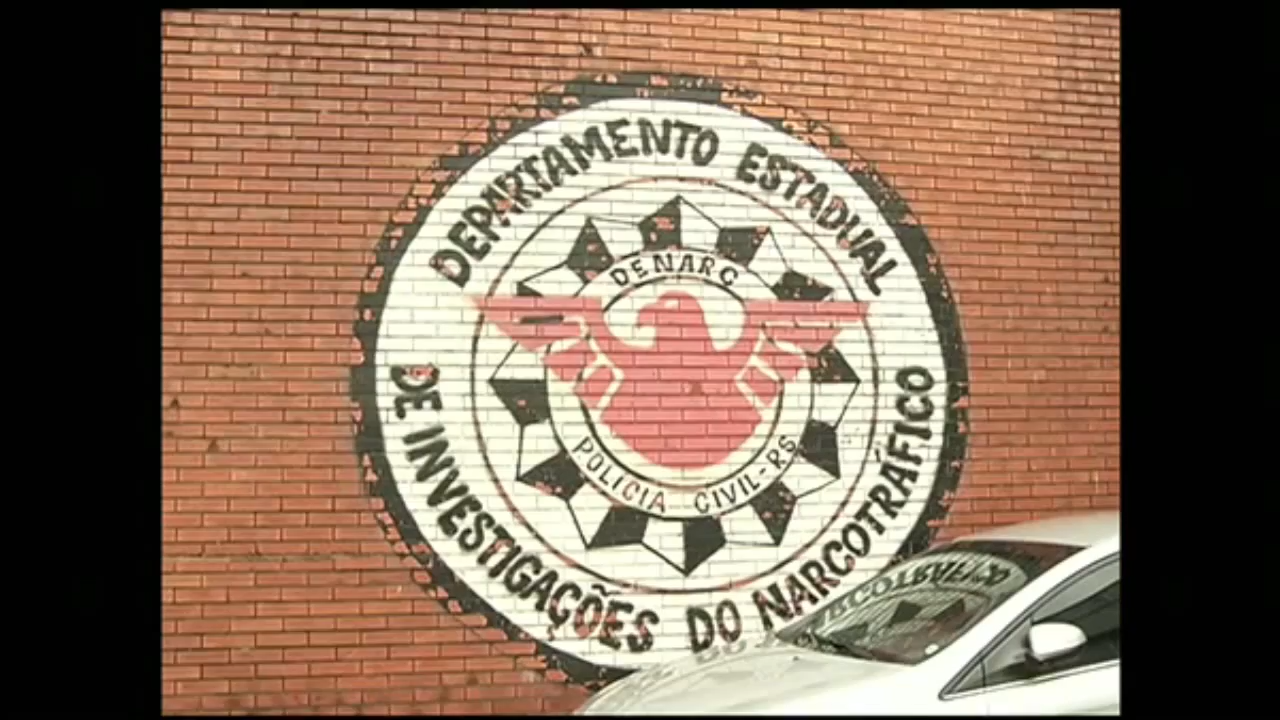 DEPARTAMENTO ESTADUAL
DENARC
POLICIA CIVIL-RS
DE INVESTIGAÇÕES DO NARCOTRÁFICO